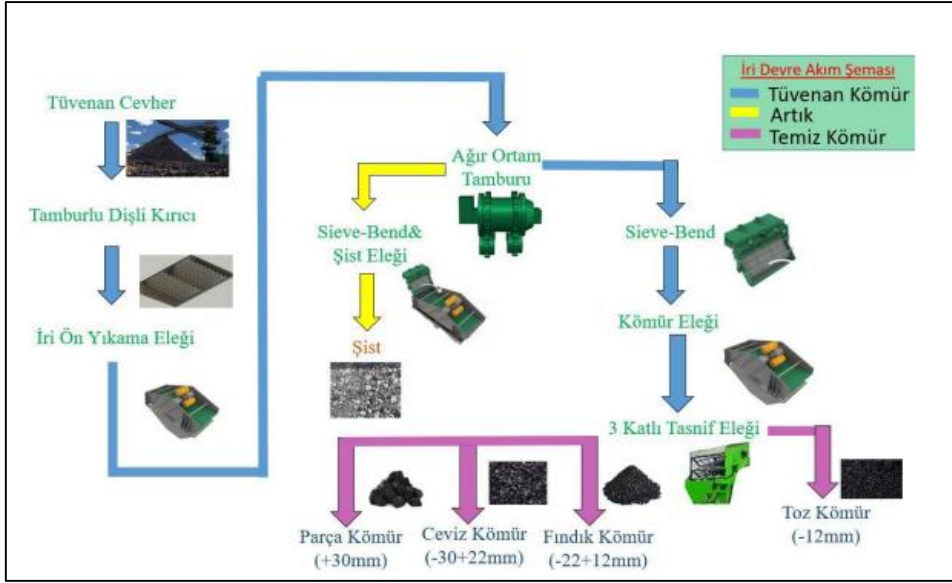 İri Devre Akım Şeması
Tüvenan Kömür
Artık
Temiz Kömür
Tüvenan Cevher
Tamburlu Dişli Kırıcı
İri Ön Yıkama Eleği
Ağır Ortam
Tamburu
Sieve-Bend&
Şist Eleği
Şist
Sieve-Bend
Kömür Eleği
3 Katlı Tasnif Eleği
Parça Kömür
(+30mm)
Ceviz Kömür
(-30+22mm)
Fındık Kömür
(-22+12mm)
Toz Kömür
(-12mm)